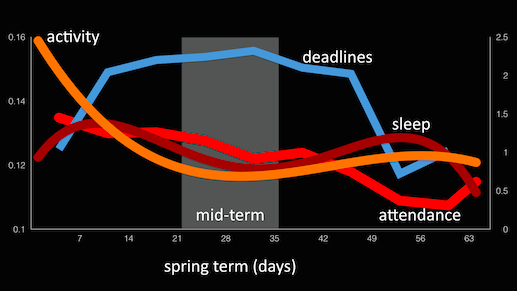 0.16
activity
2.5
deadlines
2
0.14
1.5
sleep
1
0.12
0.5
mid-term
attendance
0.1
0
7 14 21 28 35 42 49 56 63
spring term (days)